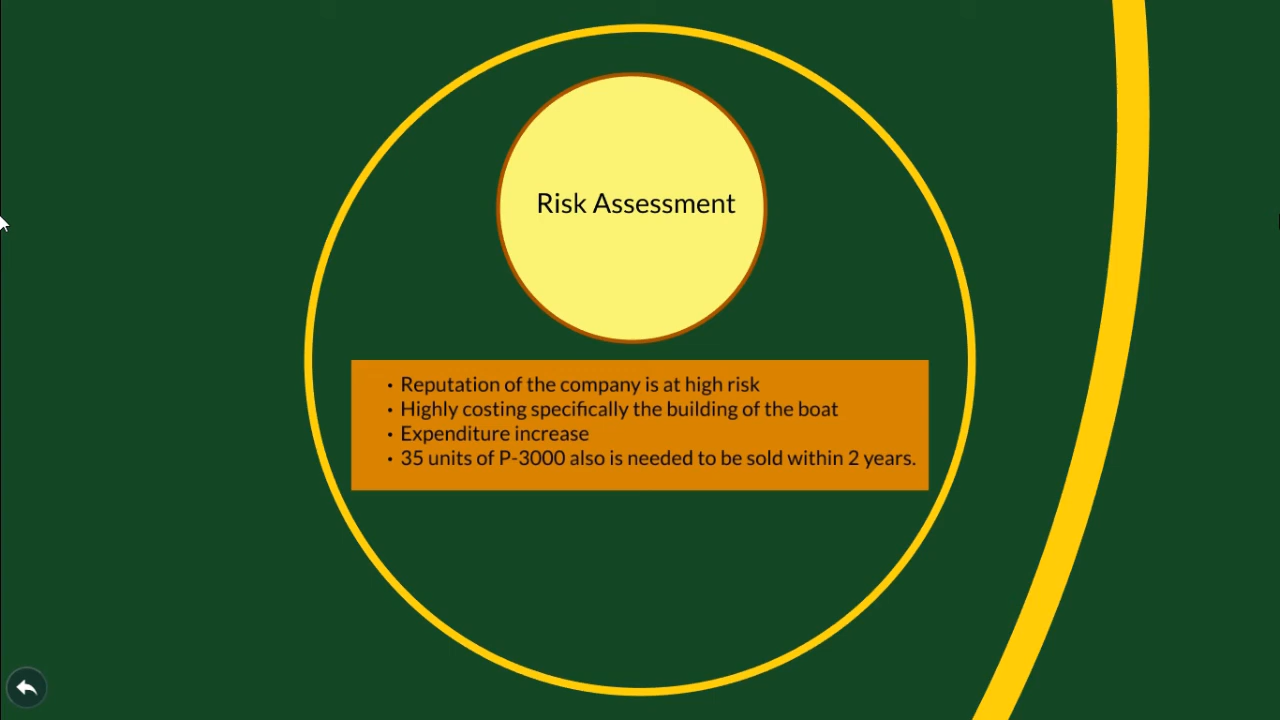 Risk Assessment
• Reputation of the company is at high risk
• Highly costing specifically the building of the boat
• Expenditure increase
• 35 units of P-3000 also is needed to be sold within 2 years.